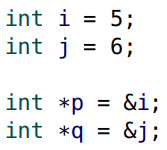 int i = 5;
int j = 6;
int *p = &i;
int *q = &j;